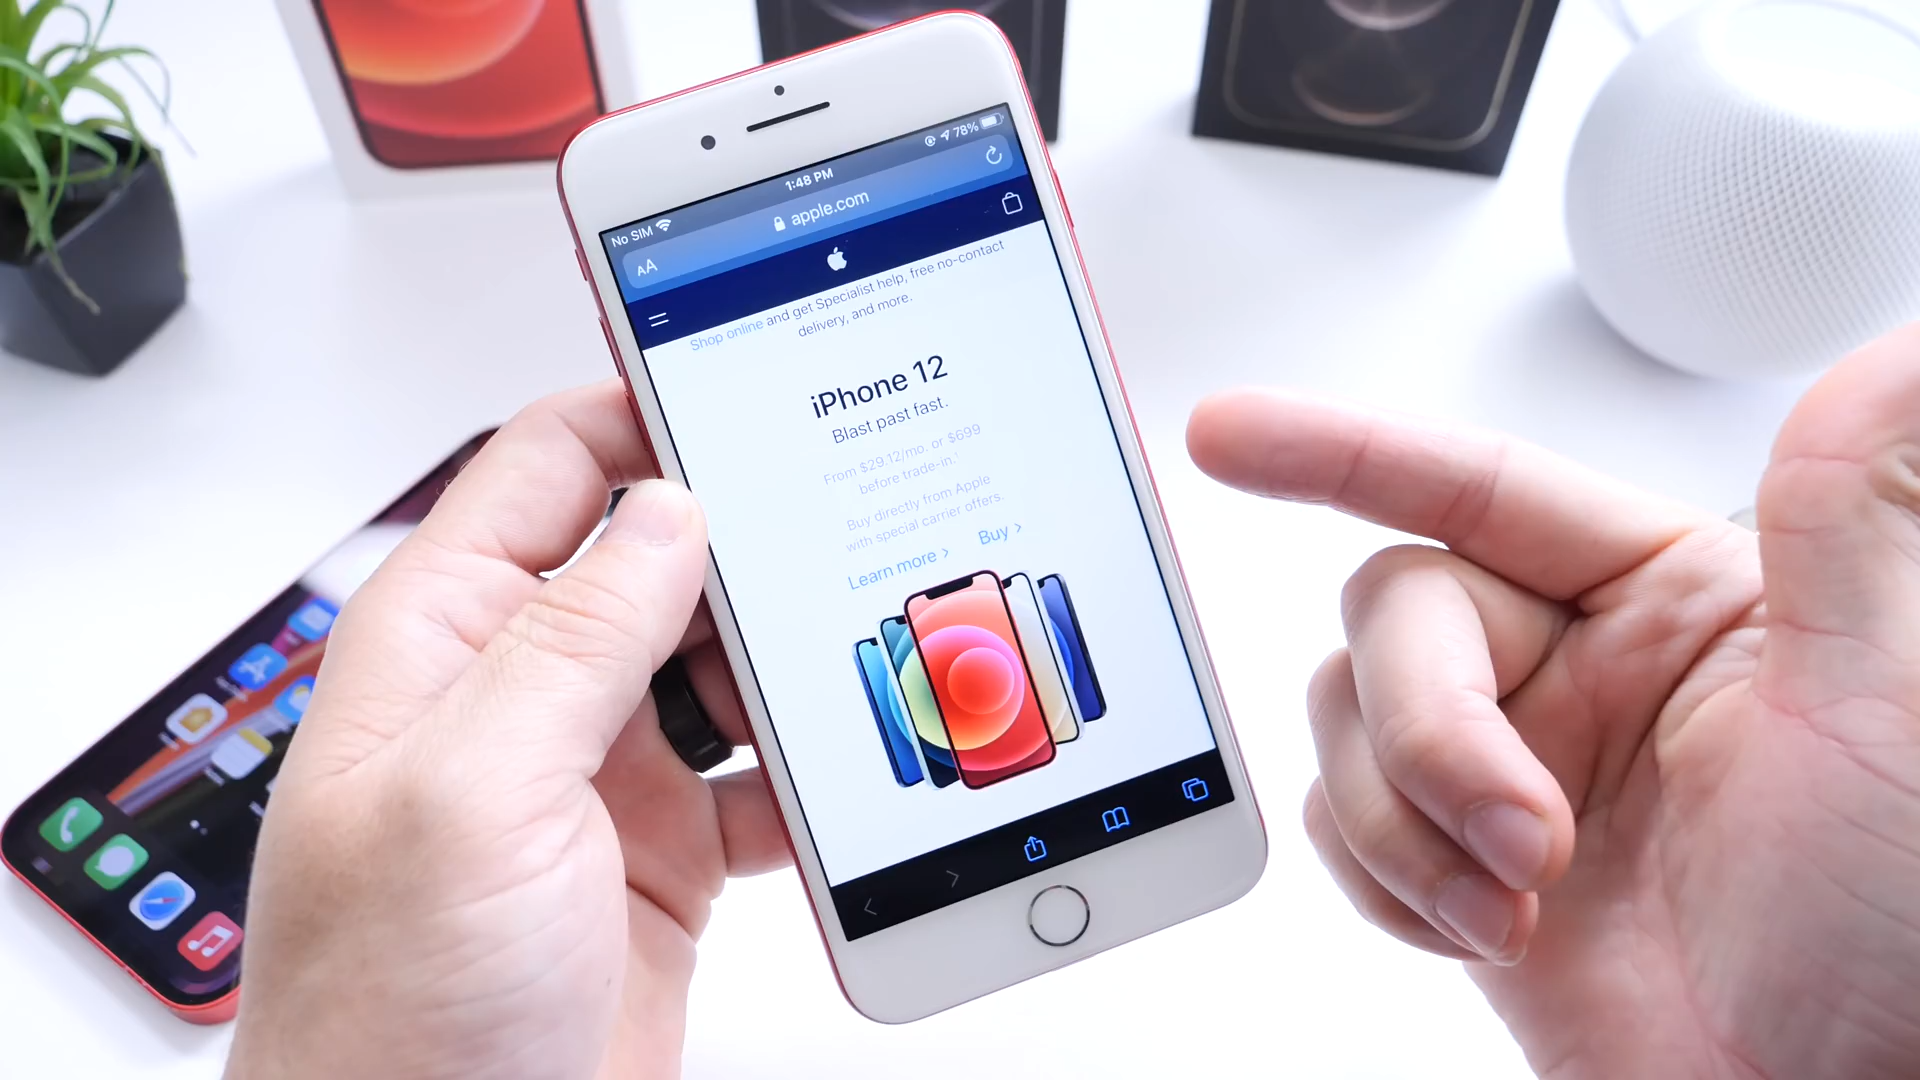 No SIM
1:48 PM
78%
AA
apple.com
Shop online and get Specialist help, free no-contact
delivery, and more.
iPhone 12
Blast past fast.
From $29.12/mo. or $699
before trade-in.¹
Buy directly from Apple
with special carrier offers.
Learn more >
Buy >